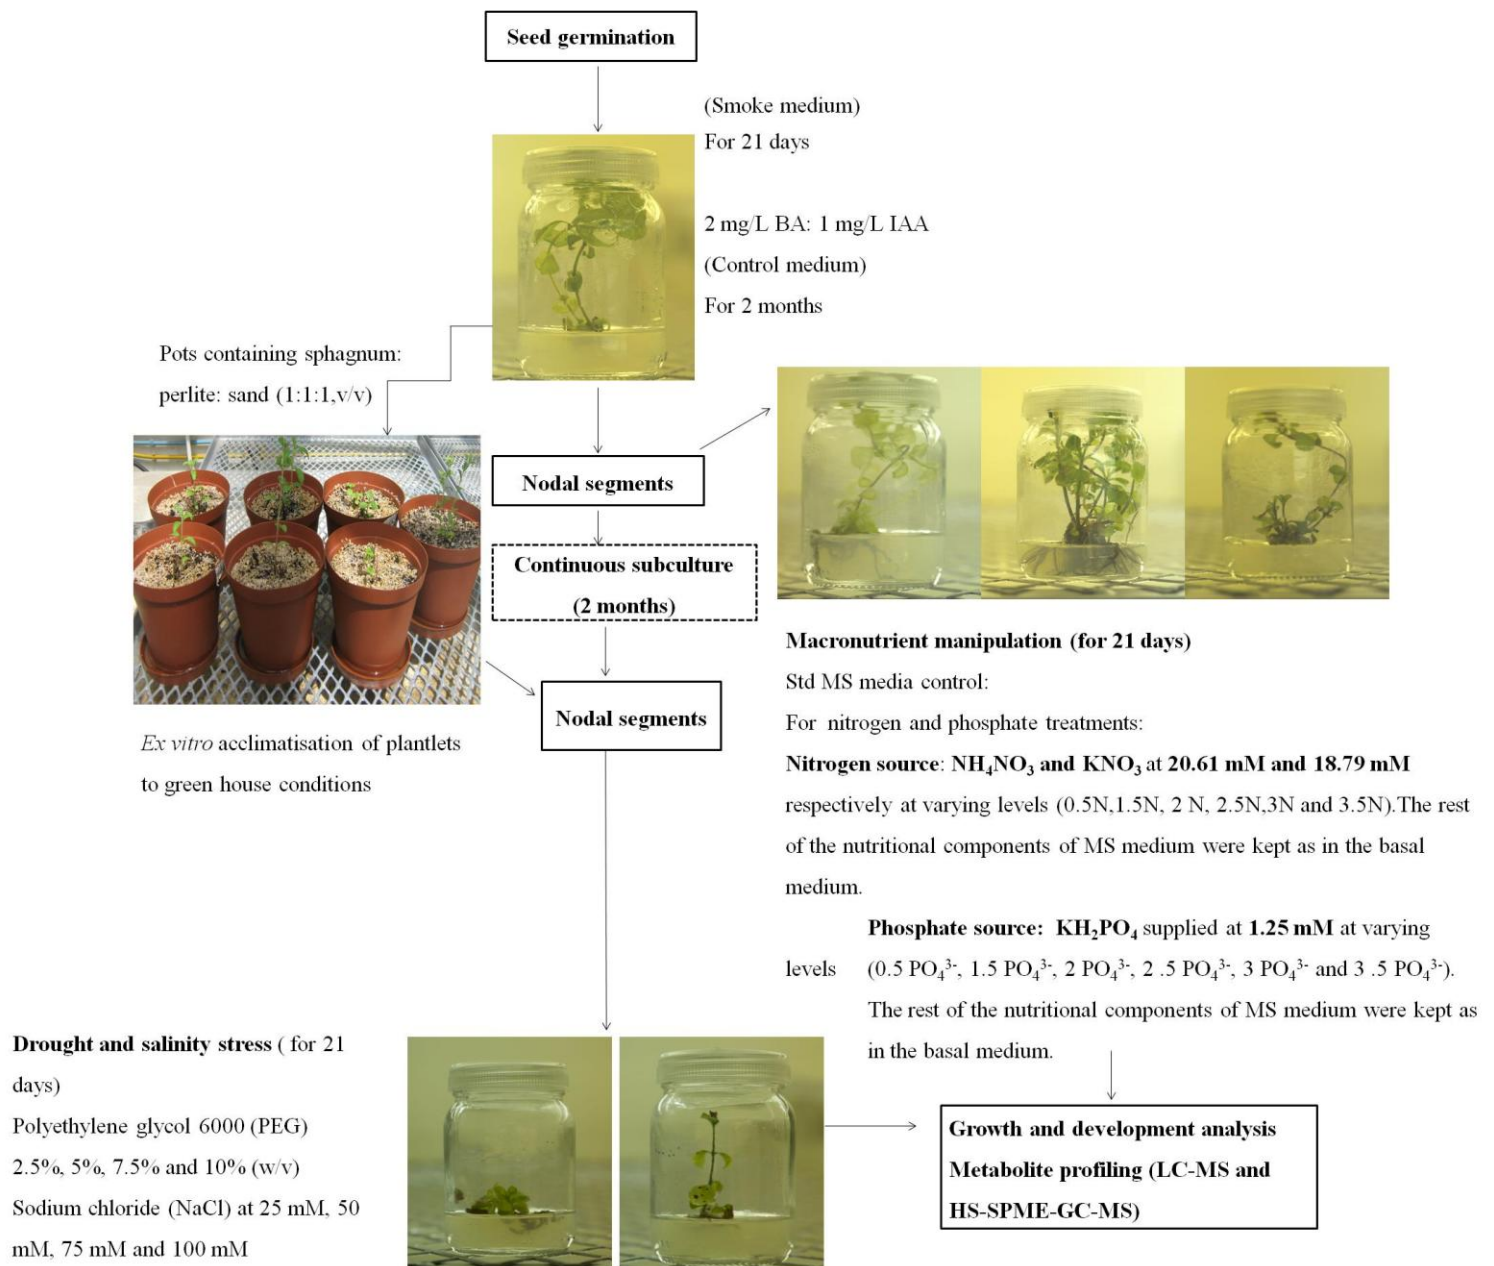 Seed germination
(Smoke medium)
For 21 days
2 mg/L BA: 1 mg/L IAA
(Control medium)
For 2 months
Pots containing sphagnum:
perlite: sand (1:1:1,v/v)
Nodal segments
Continuous subculture
(2 months)
Nodal segments
Ex vitro acclimatisation of plantlets
to green house conditions
Macronutrient manipulation (for 21 days)
Std MS media control:
For nitrogen and phosphate treatments:
Nitrogen source: NH₄NO₃ and KNO₃ at 20.61 mM and 18.79 mM
respectively at varying levels (0.5N,1.5N, 2 N, 2.5N,3N and 3.5N).The rest
of the nutritional components of MS medium were kept as in the basal
medium.
Phosphate source: KH₂PO₄ supplied at 1.25 mM at varying
levels (0.5 PO₄³⁻, 1.5 PO₄³⁻, 2 PO₄³⁻, 2 .5 PO₄³⁻, 3 PO₄³⁻ and 3 .5 PO₄³⁻).
The rest of the nutritional components of MS medium were kept as
in the basal medium.
Drought and salinity stress ( for 21
days)
Polyethylene glycol 6000 (PEG)
2.5%, 5%, 7.5% and 10% (w/v)
Sodium chloride (NaCl) at 25 mM, 50
mM, 75 mM and 100 mM
Growth and development analysis
Metabolite profiling (LC-MS and
HS-SPME-GC-MS)